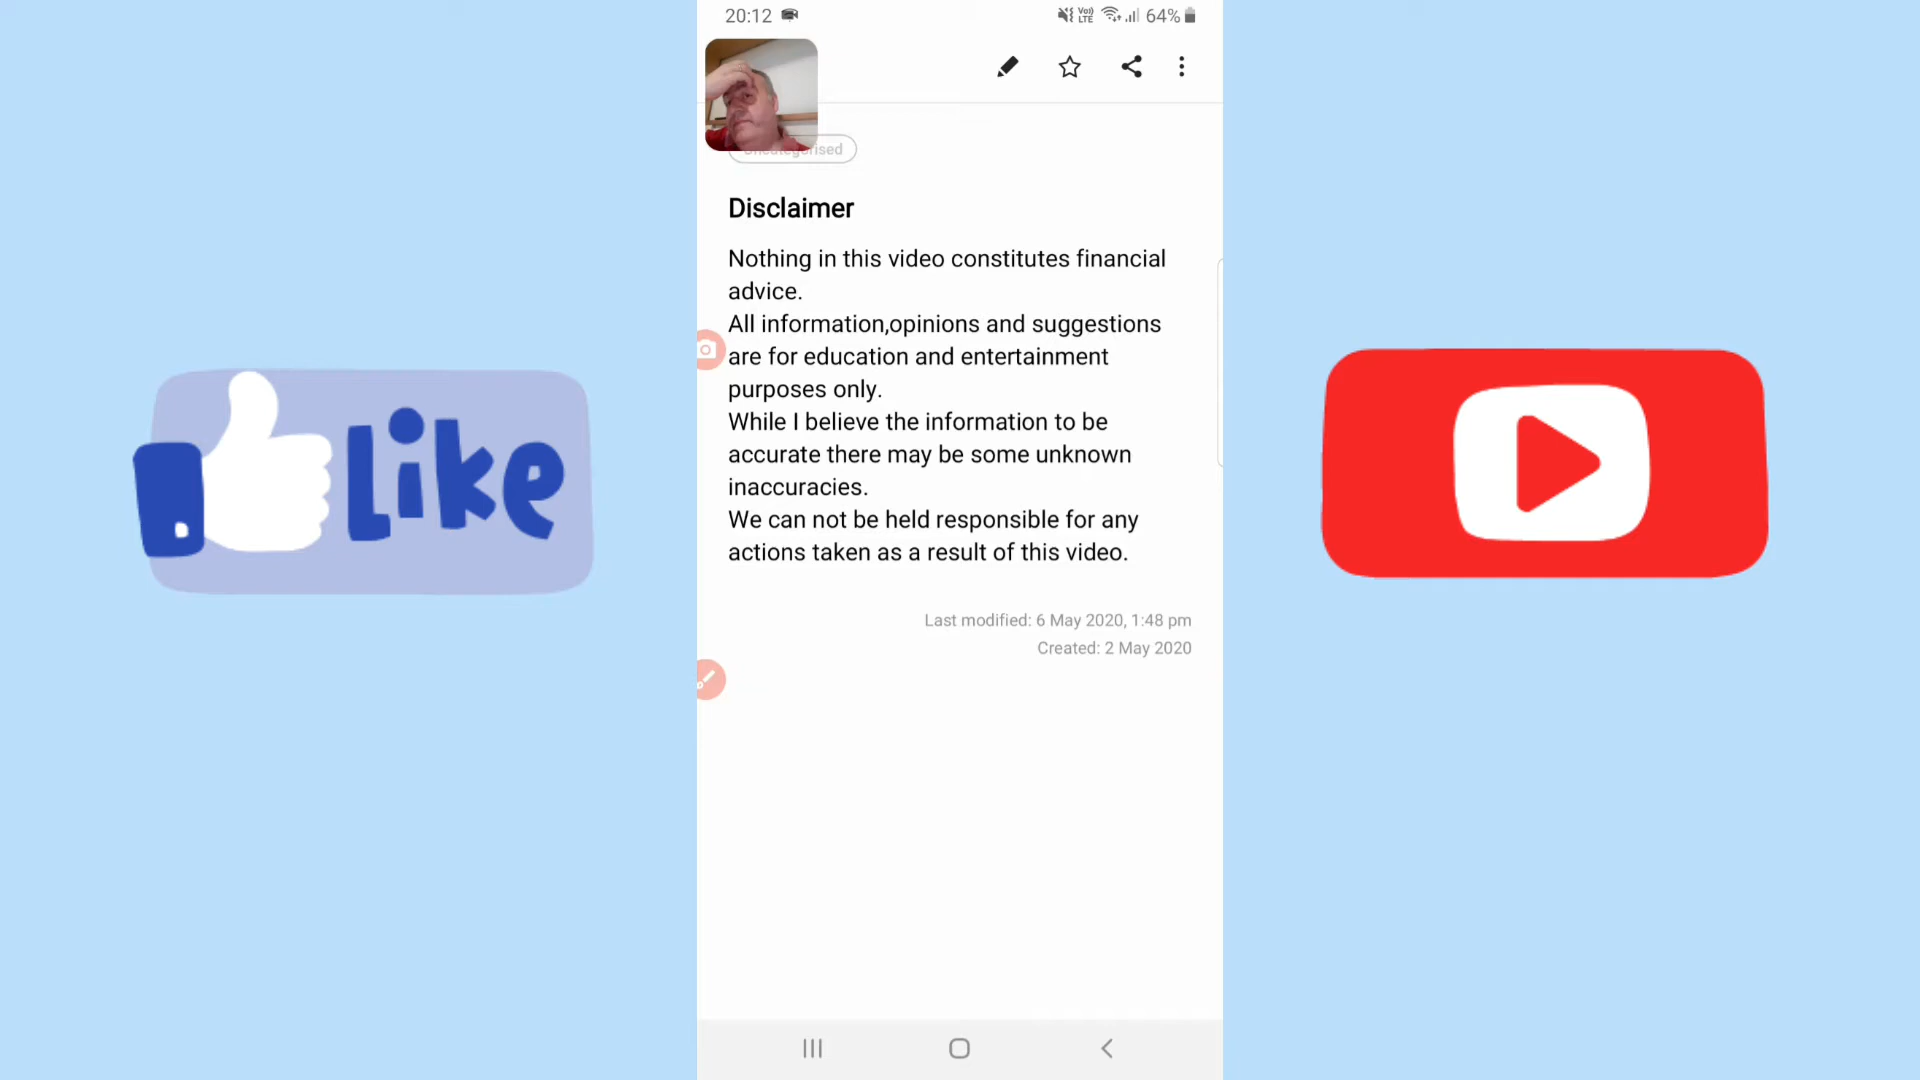 20:12
Vo)) LTE 64%
Uncategorised
Disclaimer
Nothing in this video constitutes financial
advice.
All information,opinions and suggestions
are for education and entertainment
purposes only.
While I believe the information to be
accurate there may be some unknown
inaccuracies.
We can not be held responsible for any
actions taken as a result of this video.
Like
Last modified: 6 May 2020, 1:48 pm
Created: 2 May 2020